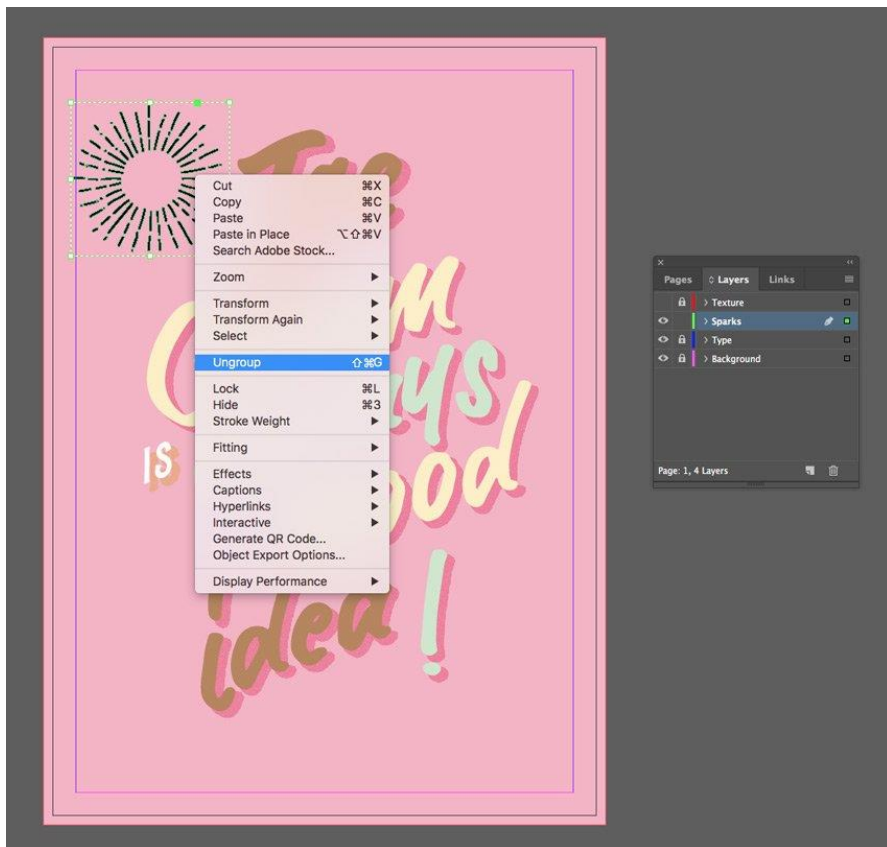 Cut ⌘X
Copy ⌘C
Paste ⌘V
Paste in Place ⌥⇧⌘V
Search Adobe Stock...
Zoom
Transform
Transform Again
Select
Ungroup ⇧⌘G
Lock ⌘L
Hide ⌘3
Stroke Weight
Fitting
Effects
Captions
Hyperlinks
Interactive
Generate QR Code...
Object Export Options...
Display Performance
is
idea!
Pages Layers Links
Texture
Sparks
Type
Background
Page: 1, 4 Layers